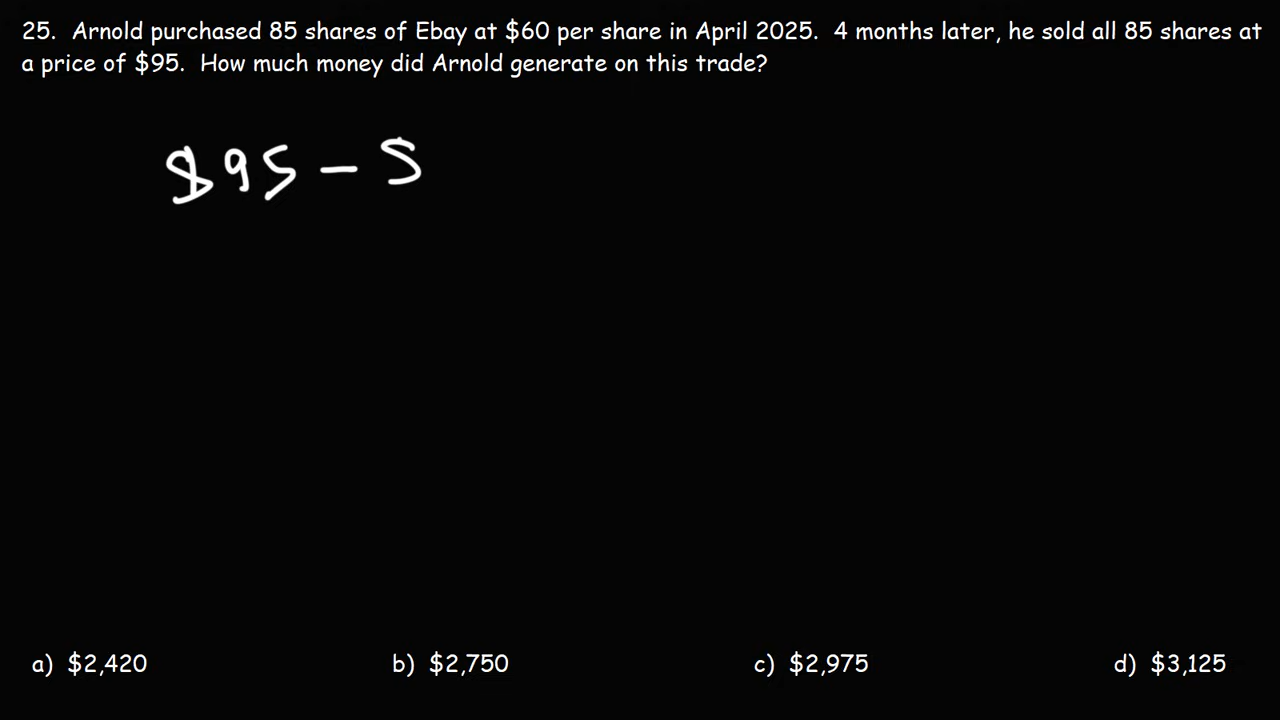 25. Arnold purchased 85 shares of Ebay at $60 per share in April 2025. 4 months later, he sold all 85 shares at
a price of $95. How much money did Arnold generate on this trade?
$95 - S
a) $2,420 b) $2,750 c) $2,975 d) $3,125